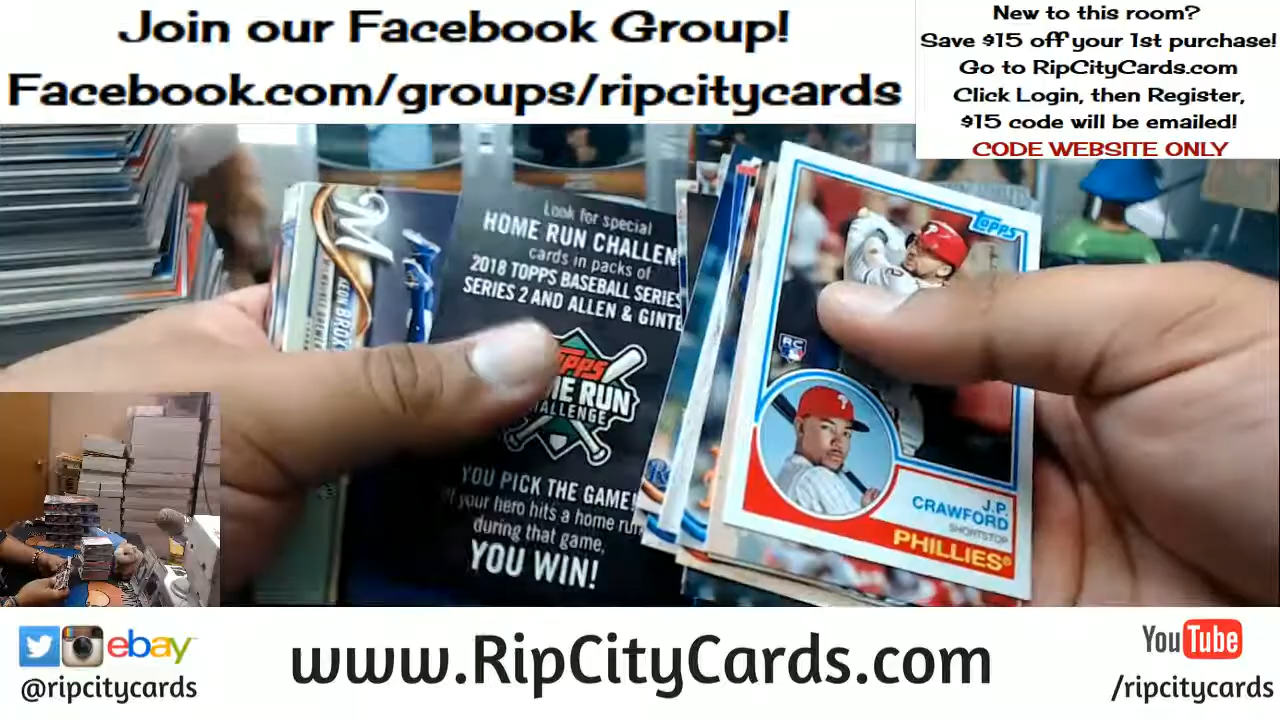 Join our Facebook Group!
Facebook.com/groups/ripcitycards
New to this room?
Save $15 off your 1st purchase!
Go to RipCityCards.com
Click Login, then Register,
$15 code will be emailed!
CODE WEBSITE ONLY
M
Look for special
HOME RUN CHALLEN
cards in packs of
2018 TOPPS BASEBALL SERIES
SERIES 2 AND ALLEN & GINTE
TOPPS
HOME RUN
CHALLENGE
YOU PICK THE GAME!
If your hero hits a home run
during that game,
YOU WIN!
TOPPS
RC
J.P.
CRAWFORD
SHORTSTOP
PHILLIES®
ebay
@ripcitycards
www.RipCityCards.com
YouTube
/ripcitycards